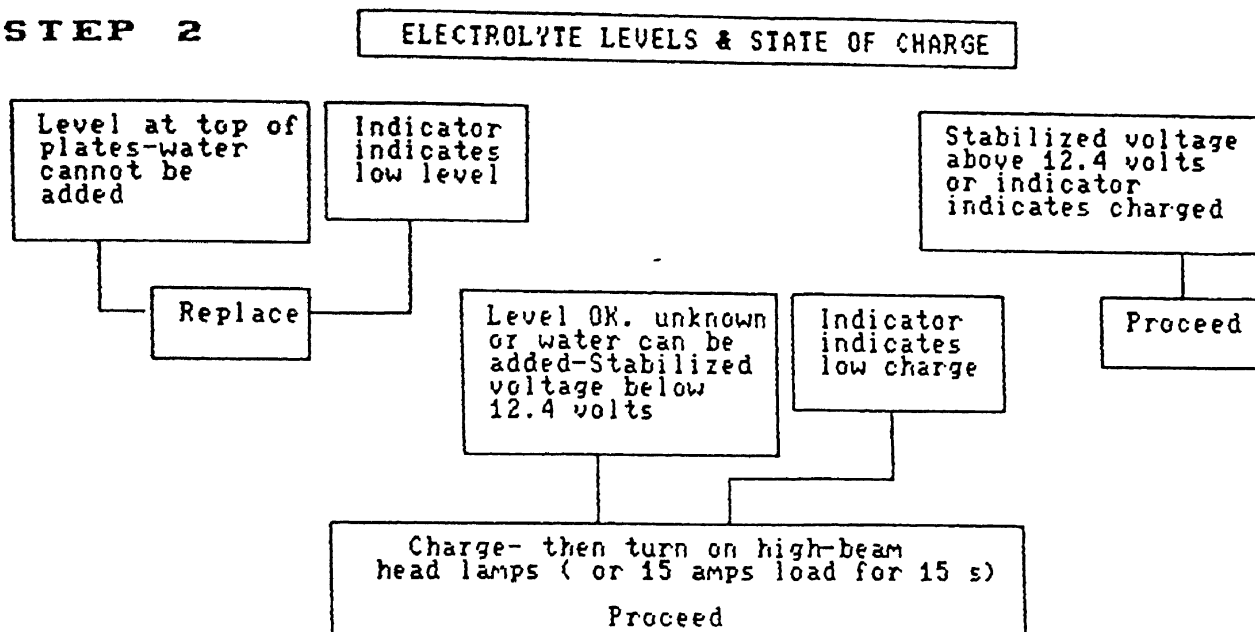 STEP 2
ELECTROLYTE LEVELS & STATE OF CHARGE
Level at top of
plates-water
cannot be
added
Indicator
indicates
low level
Replace
Stabilized voltage
above 12.4 volts
or indicator
indicates charged
Proceed
Level OK. unknown
or water can be
added-Stabilized
voltage below
12.4 volts
Indicator
indicates
low charge
Charge- then turn on high-beam
head lamps ( or 15 amps load for 15 s)
Proceed